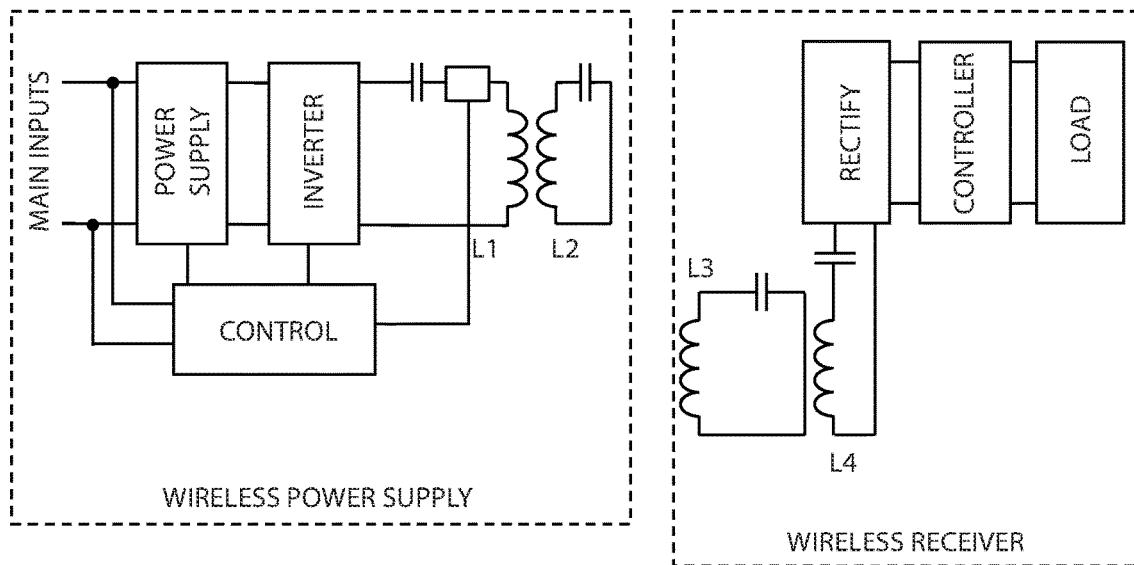 MAIN INPUTS
POWER
SUPPLY
INVERTER
L1
L2
CONTROL
WIRELESS POWER SUPPLY
RECTIFY
CONTROLLER
LOAD
L3
L4
WIRELESS RECEIVER